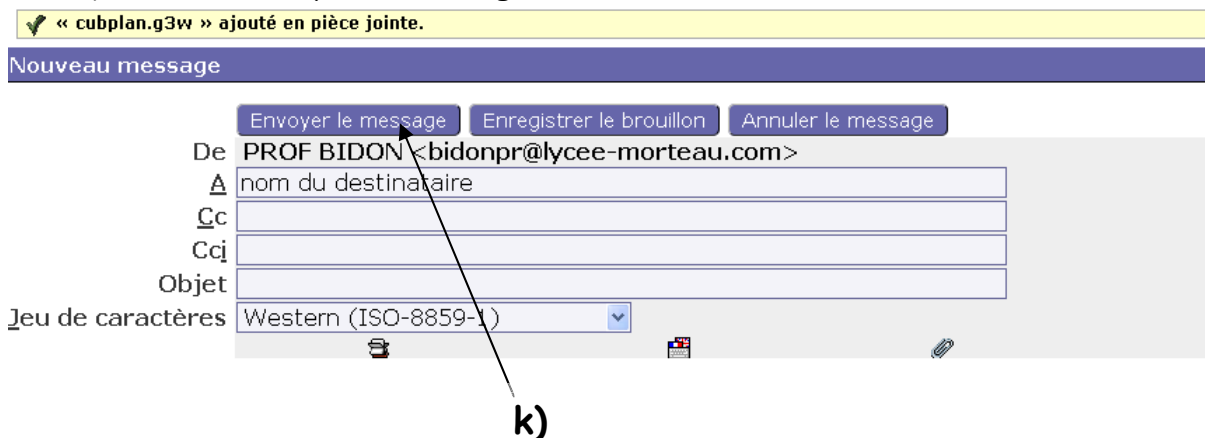 « cubplan.g3w » ajouté en pièce jointe.
Nouveau message
Envoyer le message Enregistrer le brouillon Annuler le message
De PROF BIDON <bidonpr@lycee-morteau.com>
A nom du destinataire
Cc
Cci
Objet
Jeu de caractères Western (ISO-8859-1)
k)